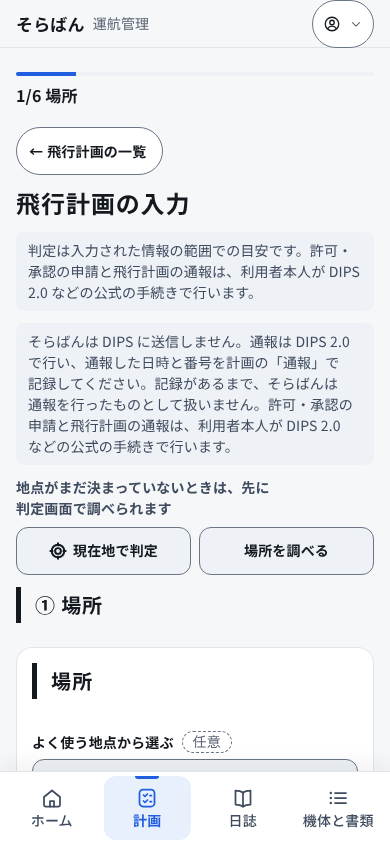 そらばん 運航管理
1/6 場所
← 飛行計画の一覧
飛行計画の入力
判定は入力された情報の範囲での目安です。許可・
承認の申請と飛行計画の通報は、利用者本人が DIPS
2.0 などの公式の手続きで行います。
そらばんは DIPS に送信しません。通報は DIPS 2.0
で行い、通報した日時と番号を計画の「通報」で
記録してください。記録があるまで、そらばんは
通報を行ったものとして扱いません。許可・承認の
申請と飛行計画の通報は、利用者本人が DIPS 2.0
などの公式の手続きで行います。
地点がまだ決まっていないときは、先に
判定画面で調べられます
現在地で判定 場所を調べる
① 場所
場所
よく使う地点から選ぶ 任意
ホーム 計画 日誌 機体と書類